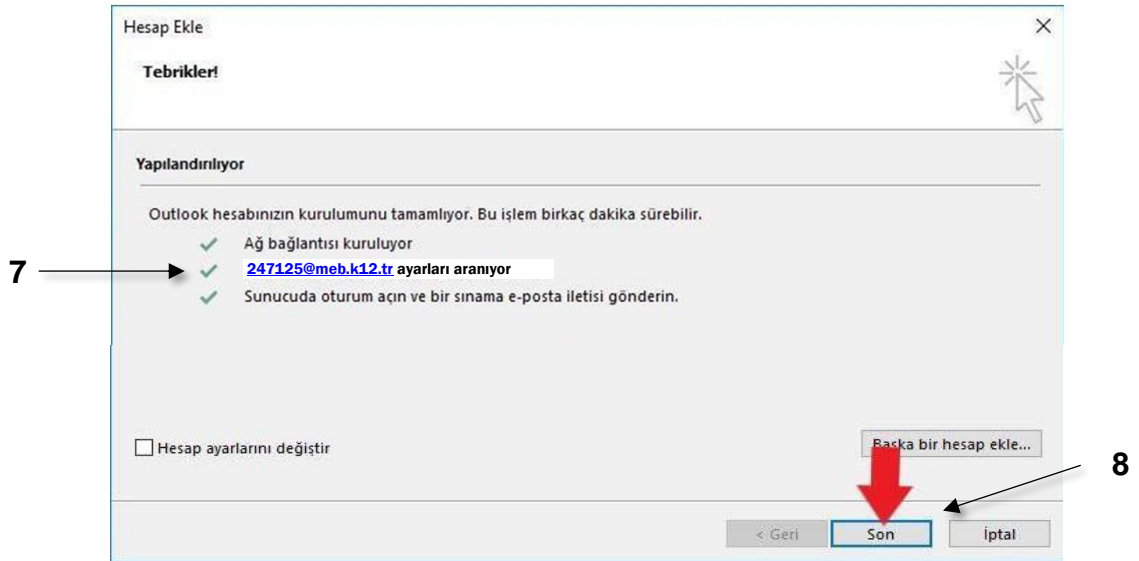 Hesap Ekle
Tebrikler!
Yapılandırılıyor
Outlook hesabınızın kurulumunu tamamlıyor. Bu işlem birkaç dakika sürebilir.
Ağ bağlantısı kuruluyor
7
247125@meb.k12.tr ayarları aranıyor
Sunucuda oturum açın ve bir sınama e-posta iletisi gönderin.
Hesap ayarlarını değiştir
Başka bir hesap ekle...
8
< Geri
Son
İptal